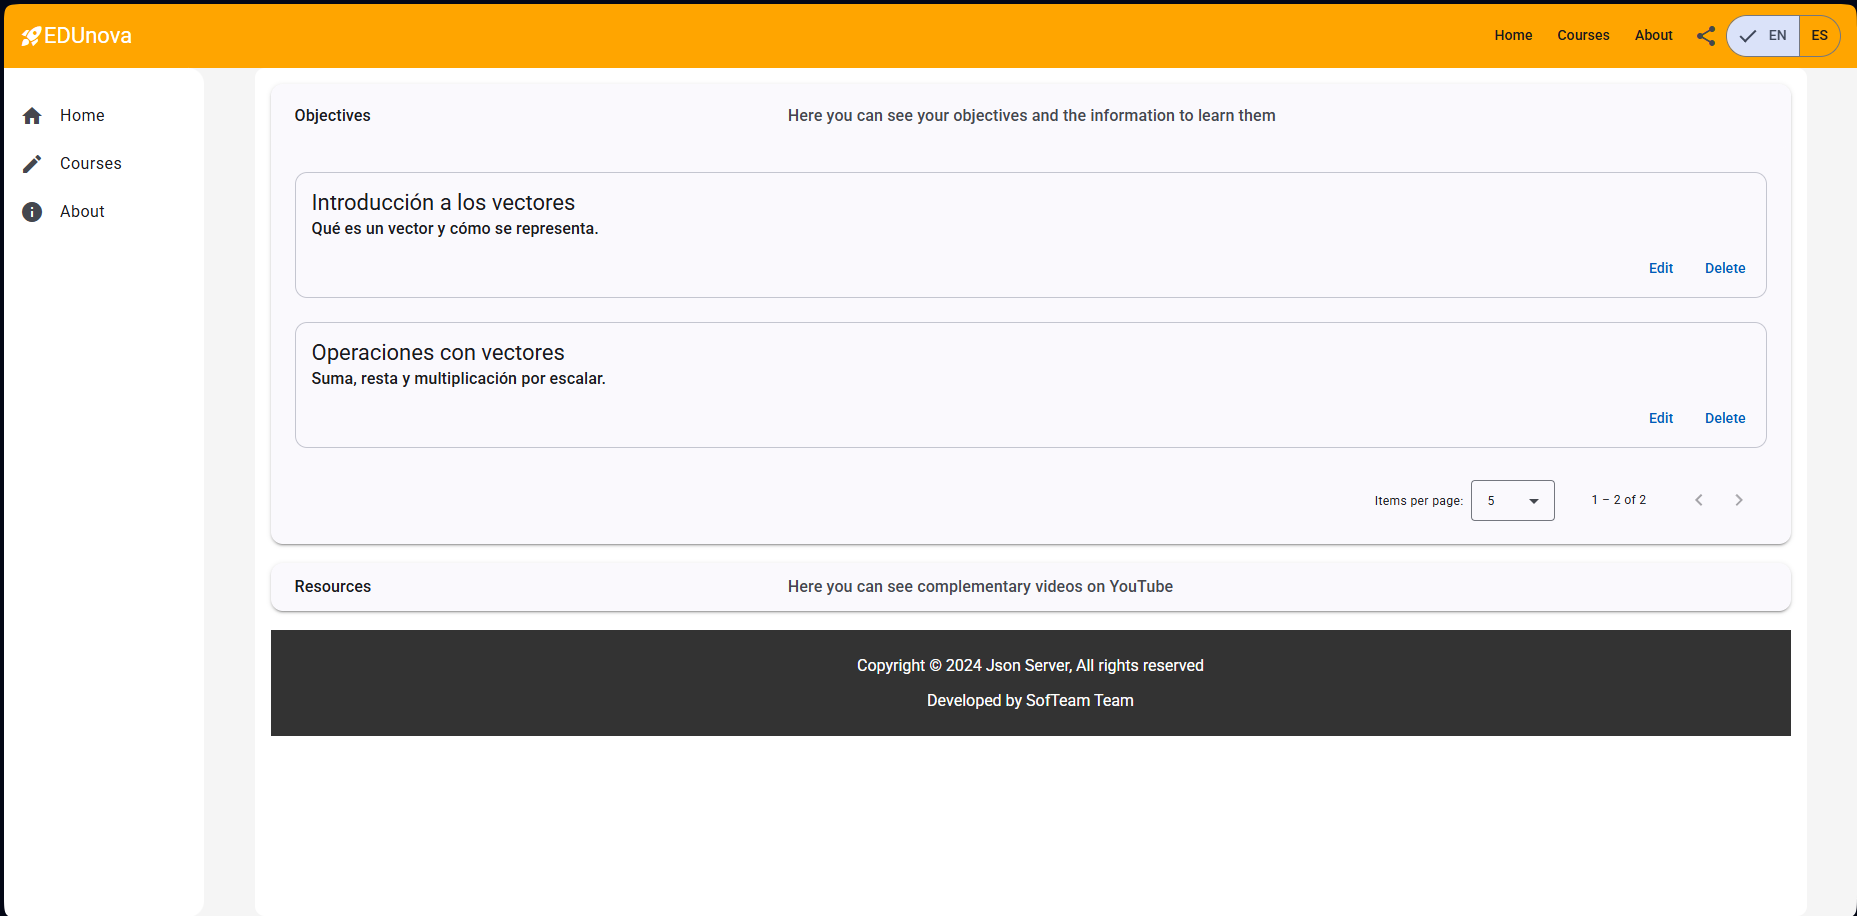 EDUnova
Home Courses About EN ES
Home
Courses
About
Objectives Here you can see your objectives and the information to learn them
Introducción a los vectores
Qué es un vector y cómo se representa.
Edit Delete
Operaciones con vectores
Suma, resta y multiplicación por escalar.
Edit Delete
Items per page: 5 1 – 2 of 2
Resources Here you can see complementary videos on YouTube
Copyright © 2024 Json Server, All rights reserved
Developed by SofTeam Team